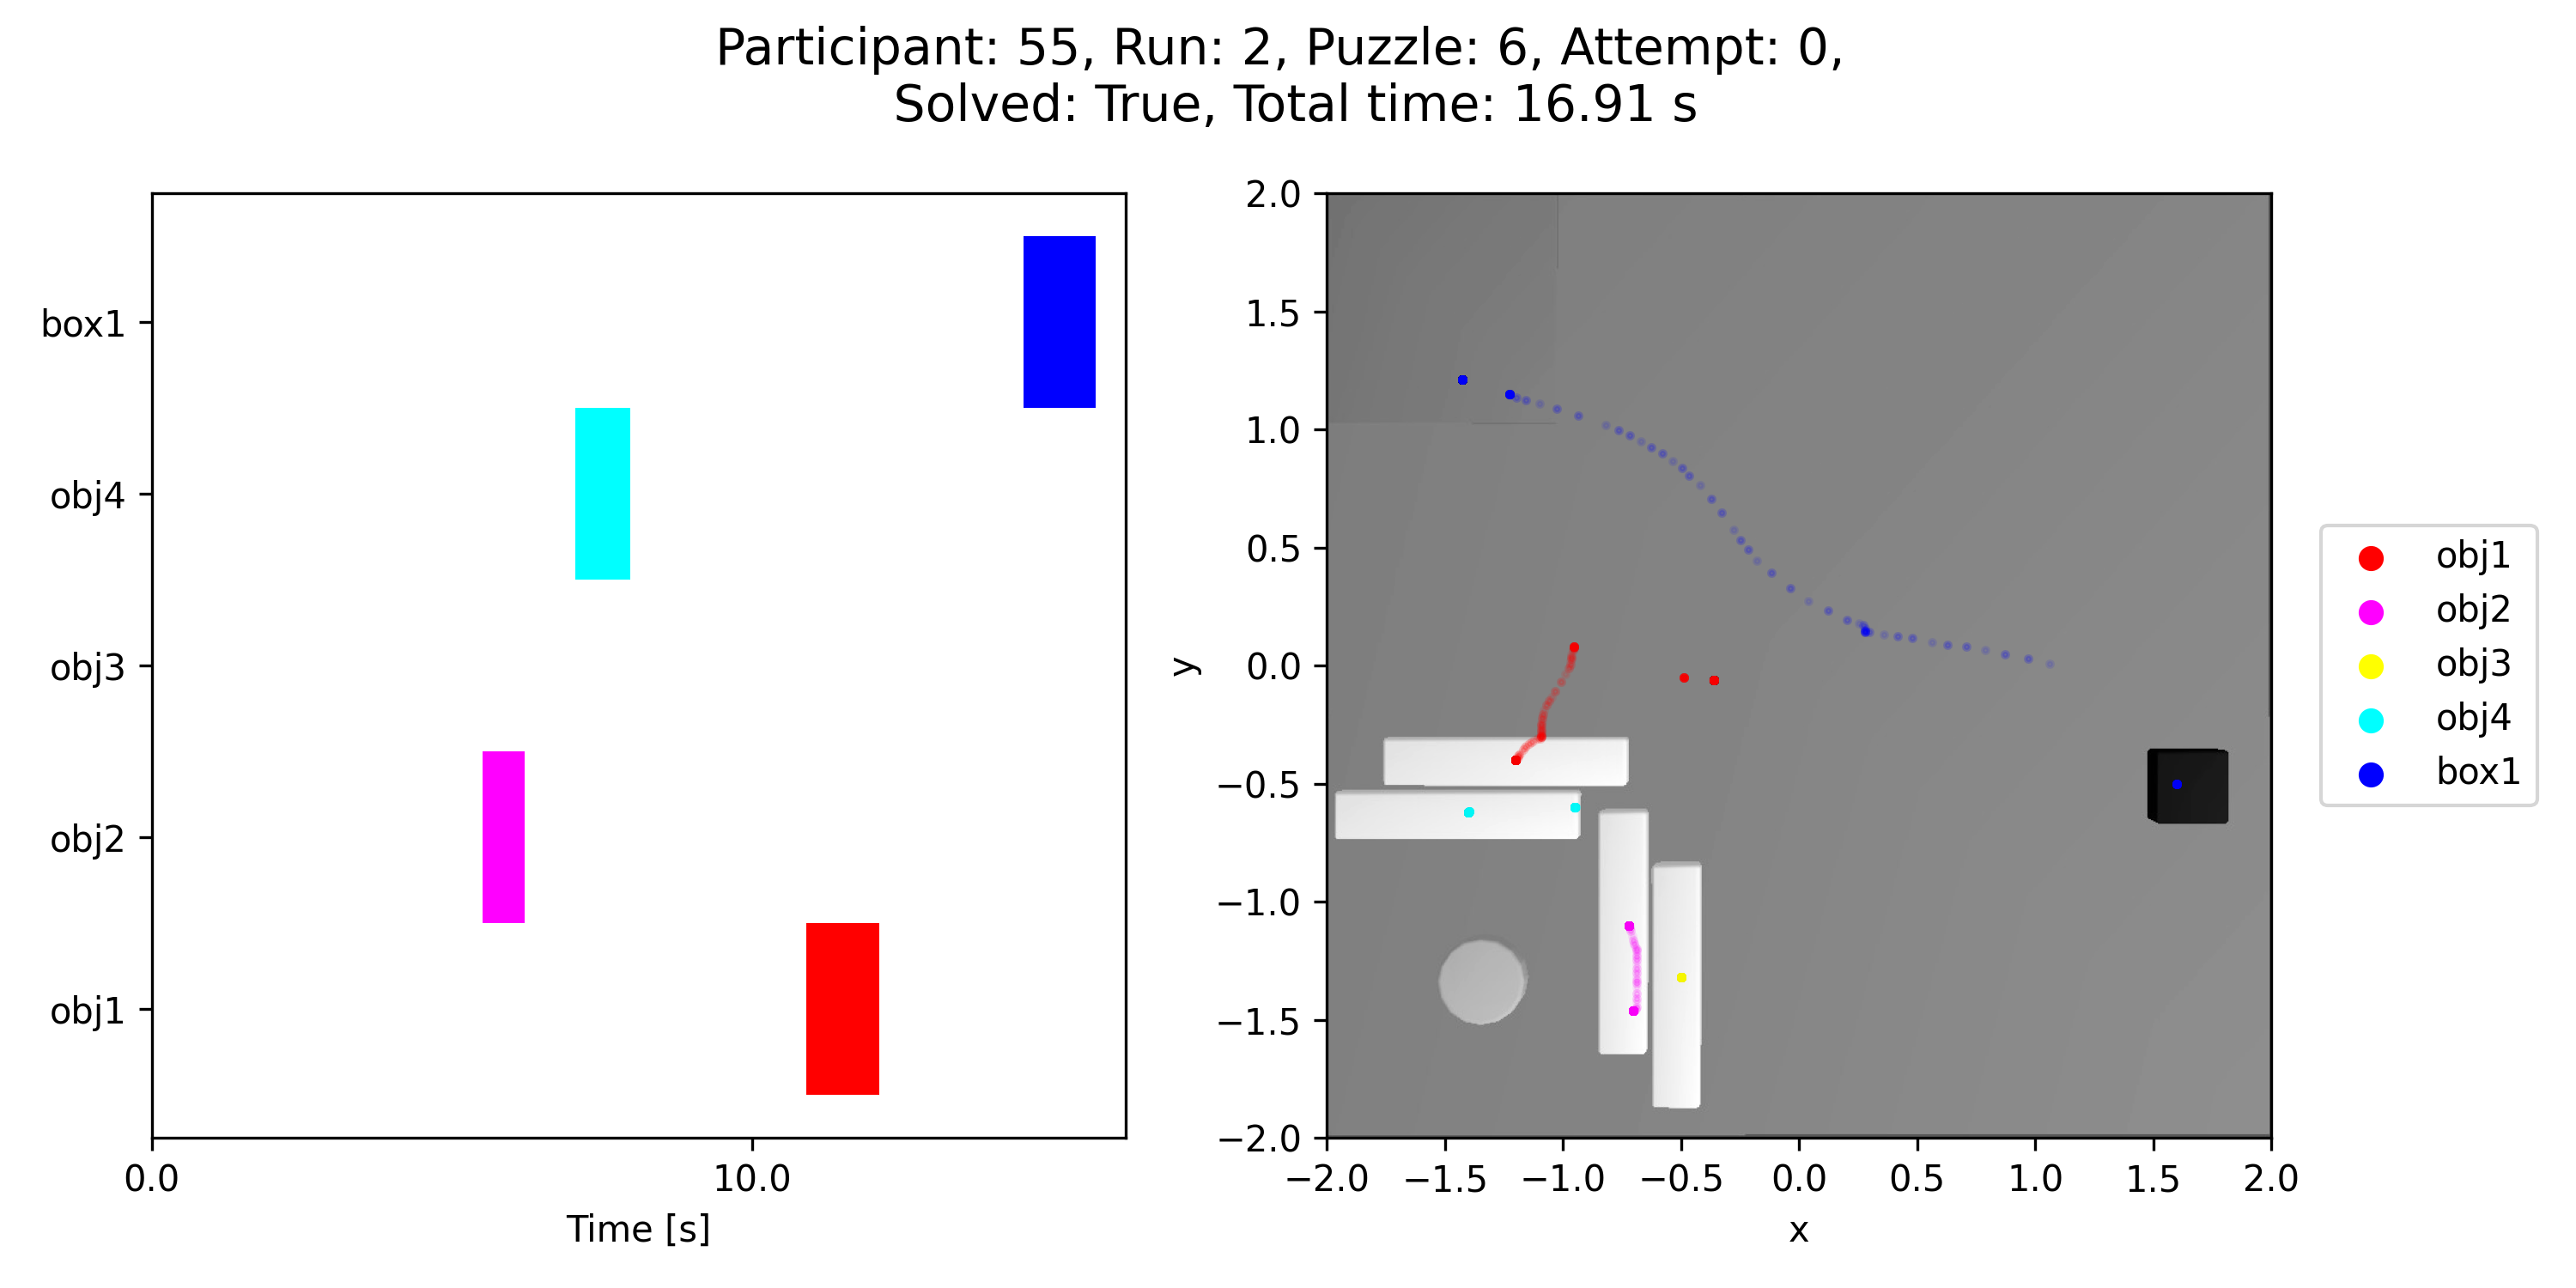 Participant: 55, Run: 2, Puzzle: 6, Attempt: 0,
Solved: True, Total time: 16.91 s
box1
obj4
obj3
obj2
obj1
0.0
10.0
Time [s]
2.0
1.5
1.0
0.5
0.0
−0.5
−1.0
−1.5
−2.0
y
−2.0
−1.5
−1.0
−0.5
0.0
0.5
1.0
1.5
2.0
x
obj1
obj2
obj3
obj4
box1